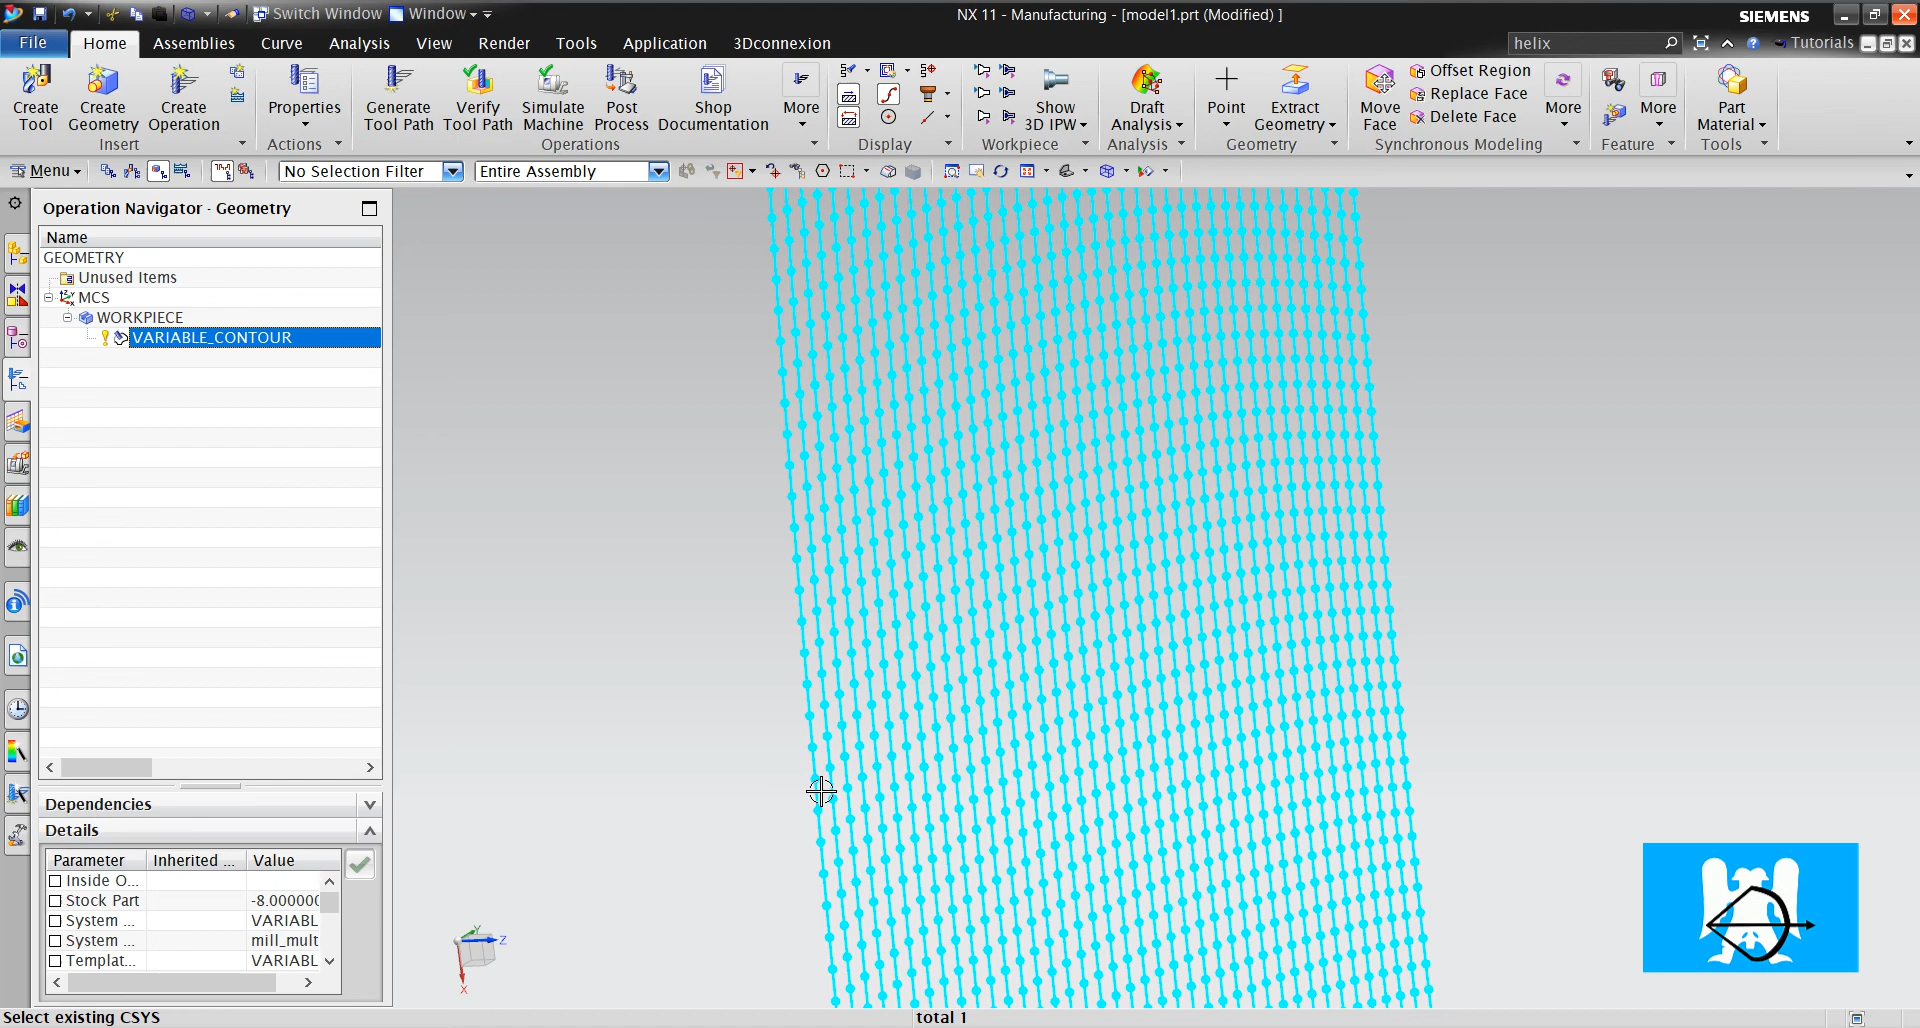 Switch Window Window NX 11 - Manufacturing - [model1.prt (Modified) ] SIEMENS
File Home Assemblies Curve Analysis View Render Tools Application 3Dconnexion helix Tutorials
Create Tool Create Geometry Create Operation Properties Generate Tool Path Verify Tool Path Simulate Machine Post Process Shop Documentation More Show 3D IPW Draft Analysis Point Extract Geometry Move Face Offset Region Replace Face Delete Face More More Part Material
Insert Actions Operations Display Workpiece Analysis Geometry Synchronous Modeling Feature Tools
Menu No Selection Filter Entire Assembly
Operation Navigator - Geometry
Name
GEOMETRY
Unused Items
MCS
WORKPIECE
VARIABLE_CONTOUR
Dependencies
Details
Parameter Inherited ... Value
Inside O...
Stock Part -8.000000
System ... VARIABL
System ... mill_mult
Templat... VARIABL
Y
Z
X
Select existing CSYS total 1